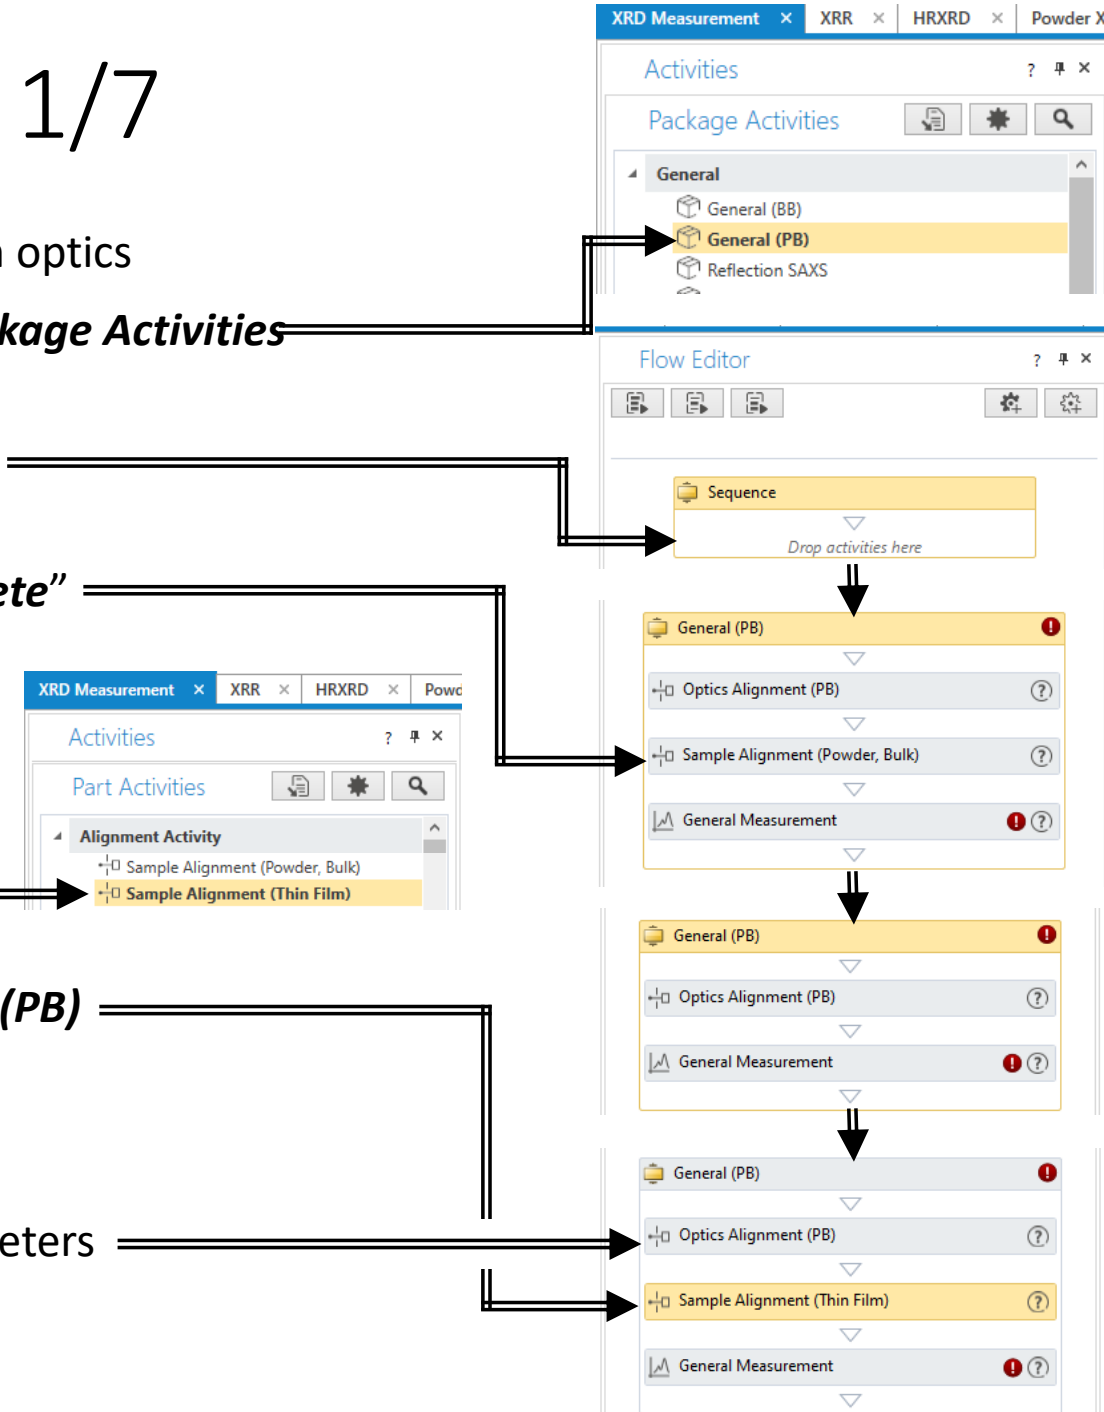 1/7
optics
kage Activities
ete”
(PB)
eters
XRD Measurement × XRR × HRXRD × Powder X
Activities ? ×
Package Activities
General
General (BB)
General (PB)
Reflection SAXS
Flow Editor ? ×
Sequence
Drop activities here
General (PB) !
Optics Alignment (PB) ?
Sample Alignment (Powder, Bulk) ?
General Measurement ! ?
XRD Measurement × XRR × HRXRD × Powd
Activities ? ×
Part Activities
Alignment Activity
Sample Alignment (Powder, Bulk)
Sample Alignment (Thin Film)
General (PB) !
Optics Alignment (PB) ?
General Measurement ! ?
General (PB) !
Optics Alignment (PB) ?
Sample Alignment (Thin Film) ?
General Measurement ! ?